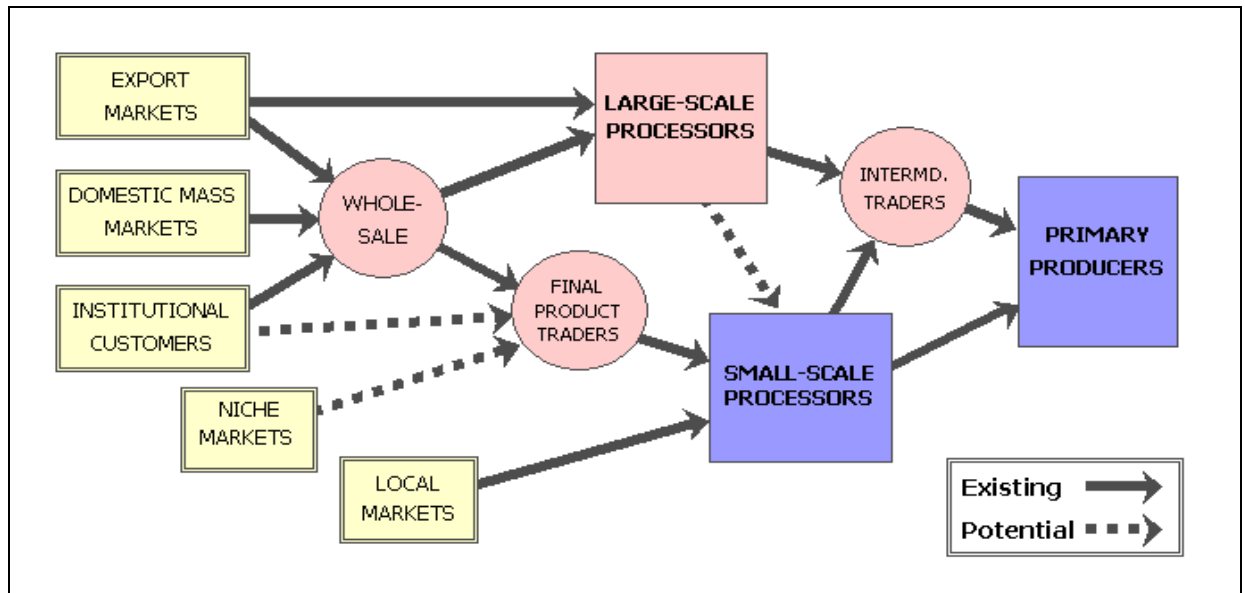 EXPORT
MARKETS
DOMESTIC MASS
MARKETS
INSTITUTIONAL
CUSTOMERS
NICHE
MARKETS
LOCAL
MARKETS
WHOLE-
SALE
FINAL
PRODUCT
TRADERS
LARGE-SCALE
PROCESSORS
SMALL-SCALE
PROCESSORS
INTERMD.
TRADERS
PRIMARY
PRODUCERS
Existing
Potential